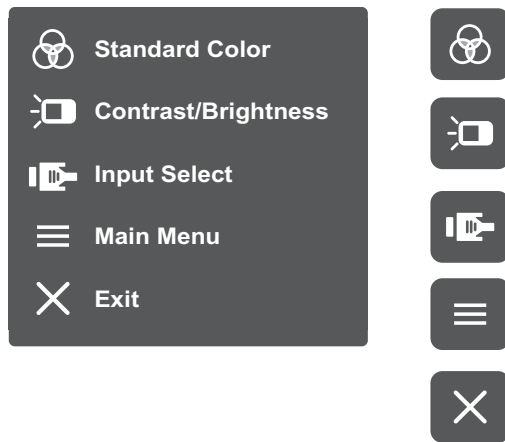 Standard Color
Contrast/Brightness
Input Select
Main Menu
Exit